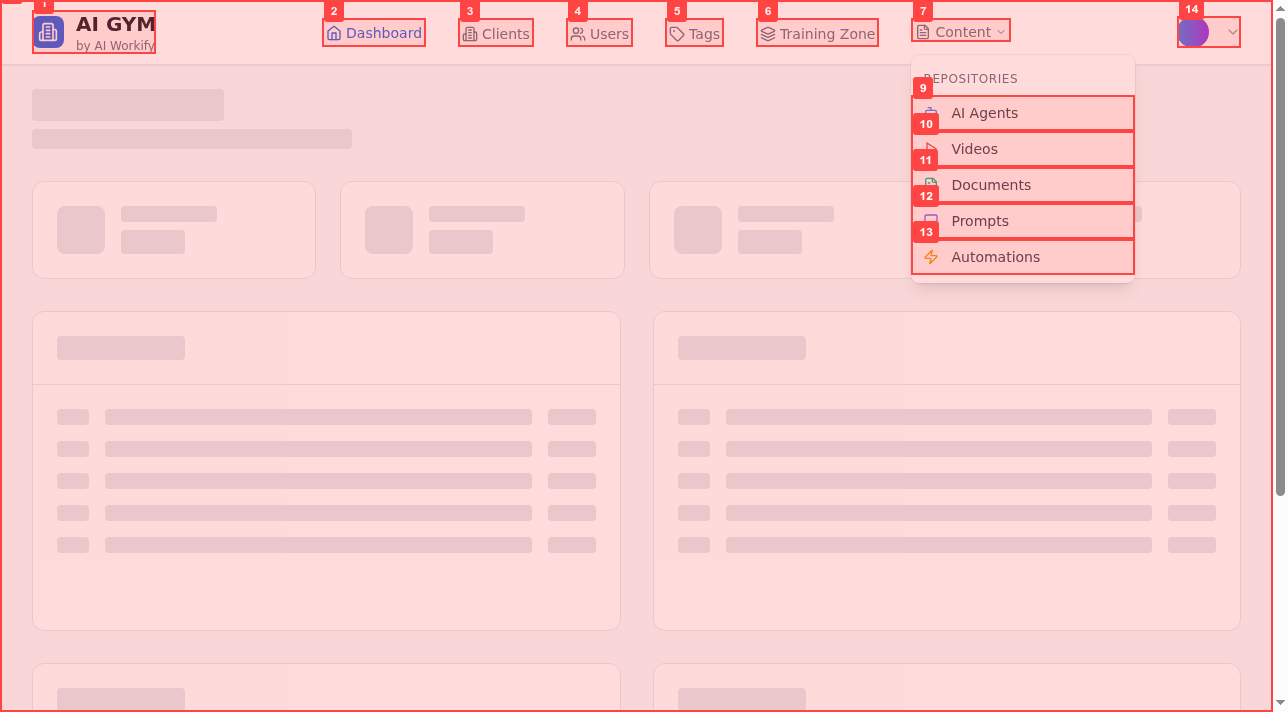 1
AI GYM
by AI Workify
2
Dashboard
3
Clients
4
Users
5
Tags
6
Training Zone
7
Content
14
REPOSITORIES
9
AI Agents
10
Videos
11
Documents
12
Prompts
13
Automations